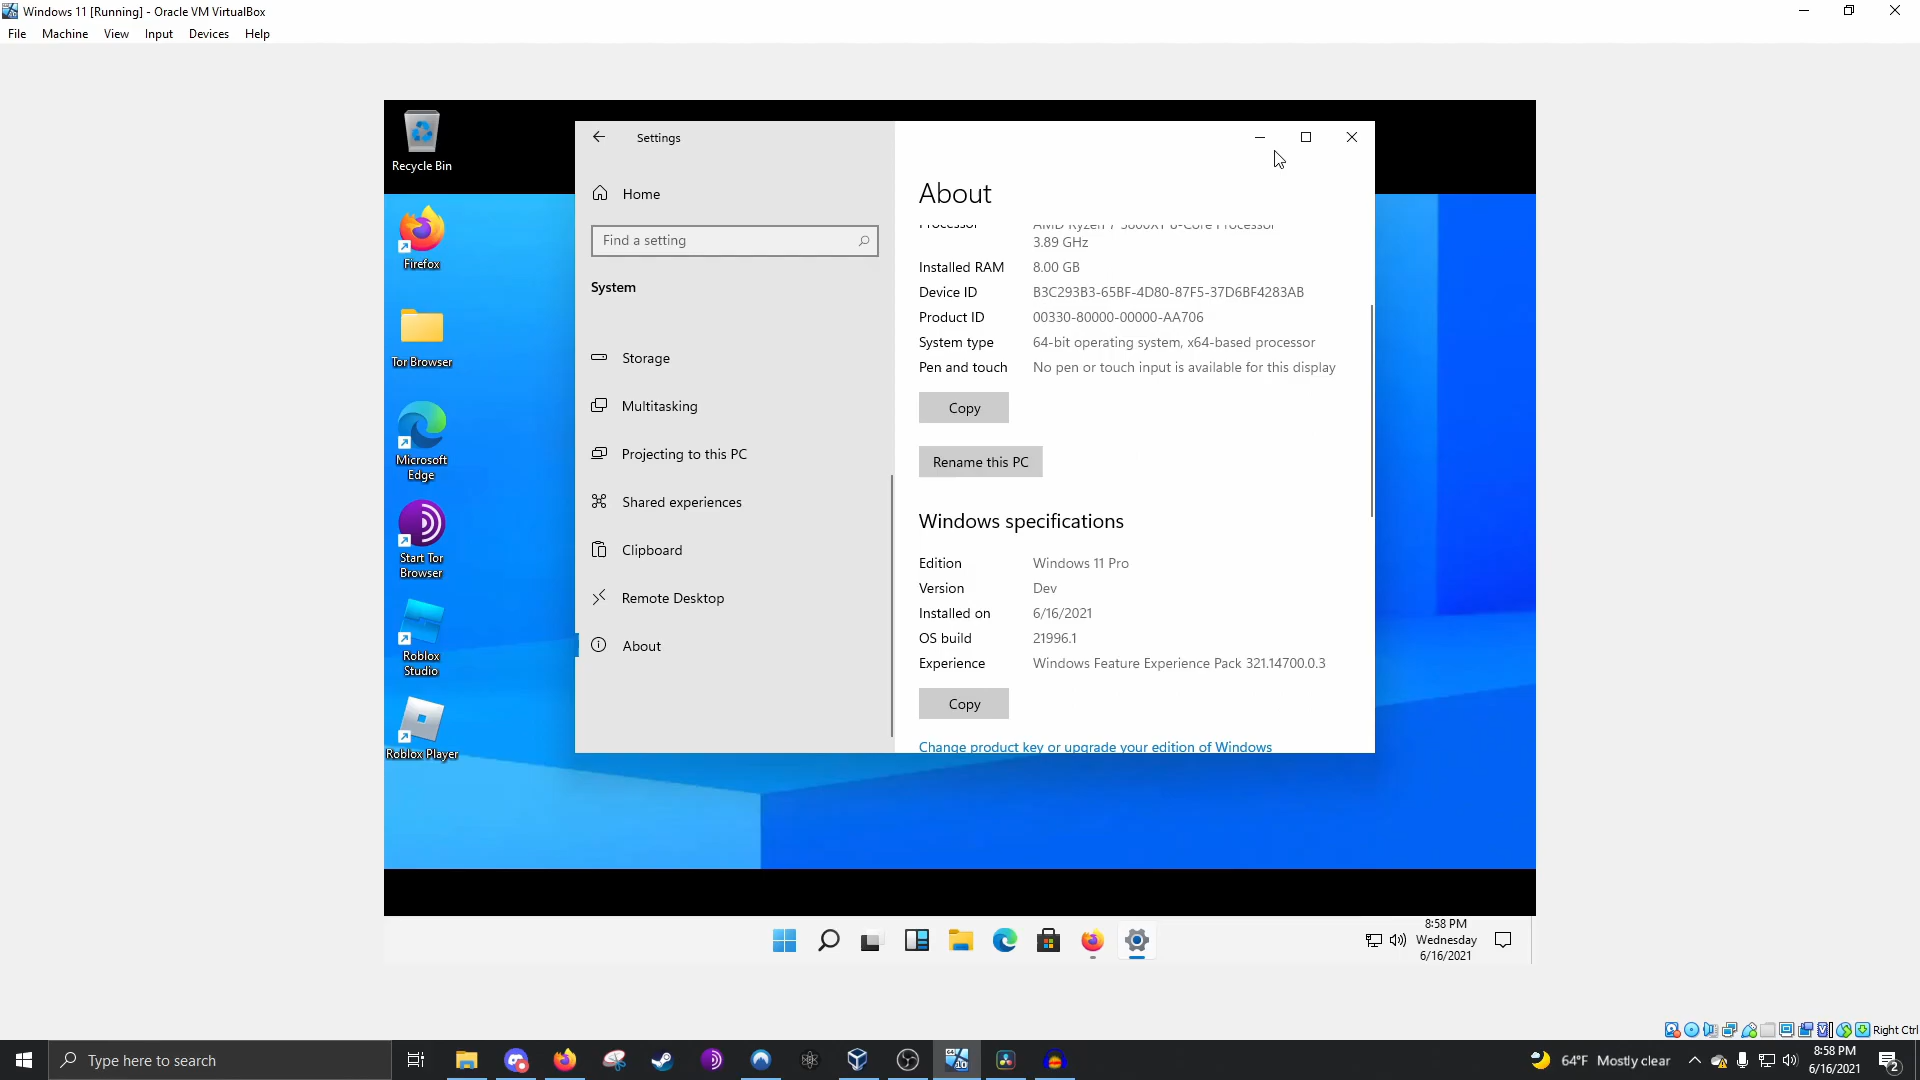 Windows 11 [Running] - Oracle VM VirtualBox
File Machine View Input Devices Help
Recycle Bin
Firefox
Tor Browser
Microsoft
Edge
Start Tor
Browser
Roblox
Studio
Roblox Player
Settings
Home
Find a setting
System
Storage
Multitasking
Projecting to this PC
Shared experiences
Clipboard
Remote Desktop
About
About
Processor
3.89 GHz
Installed RAM 8.00 GB
Device ID B3C293B3-65BF-4D80-87F5-37D6BF4283AB
Product ID 00330-80000-00000-AA706
System type 64-bit operating system, x64-based processor
Pen and touch No pen or touch input is available for this display
Copy
Rename this PC
Windows specifications
Edition Windows 11 Pro
Version Dev
Installed on 6/16/2021
OS build 21996.1
Experience Windows Feature Experience Pack 321.14700.0.3
Copy
Change product key or upgrade your edition of Windows
8:58 PM
Wednesday
6/16/2021
Right Ctrl
Type here to search
64°F Mostly clear
8:58 PM
6/16/2021
2